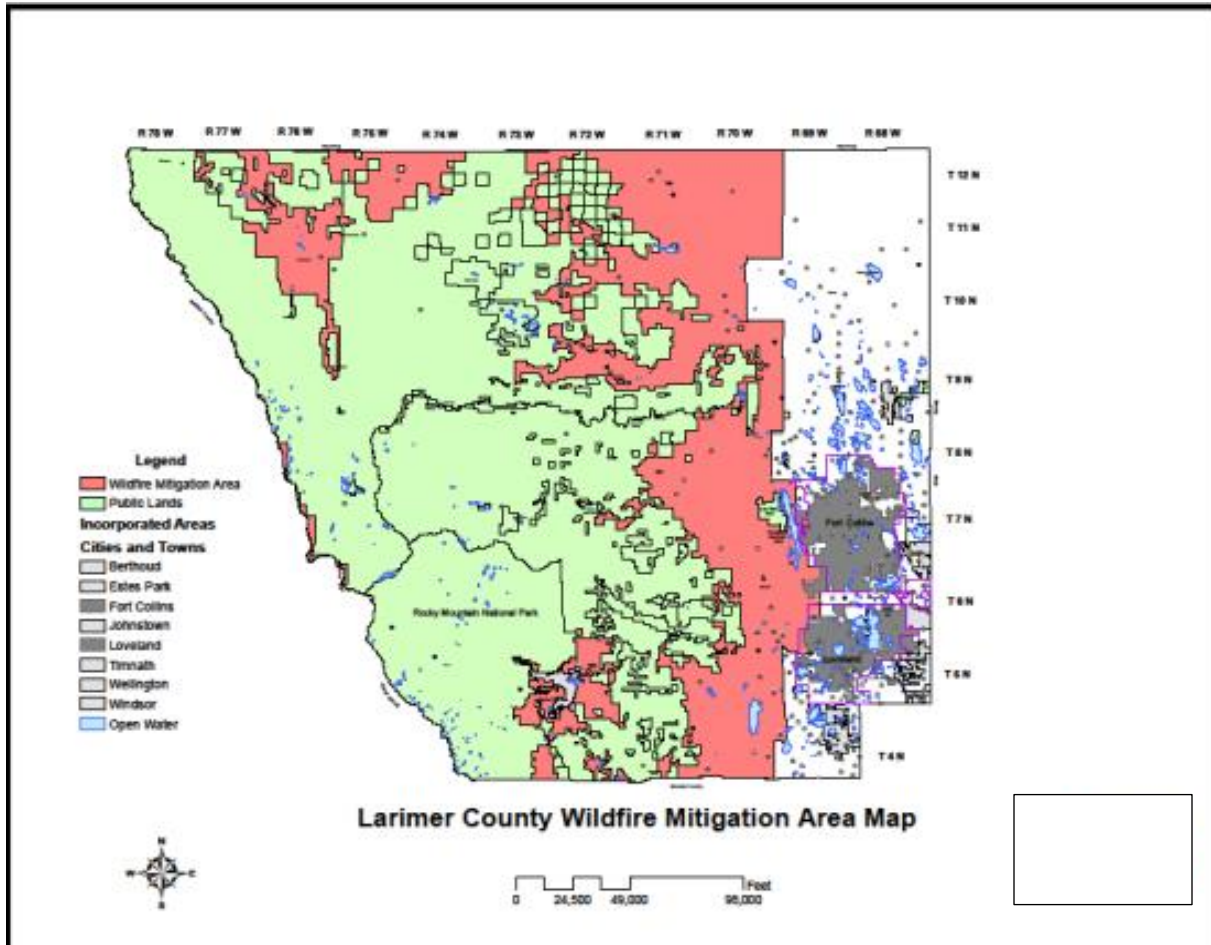 R 78 W R 77 W R 76 W R 75 W R 74 W R 73 W R 72 W R 71 W R 70 W R 69 W R 68 W
T 12 N
T 11 N
T 10 N
T 9 N
T 8 N
Legend
Wildfire Mitigation Area
Public Lands
Incorporated Areas
Cities and Towns
Berthoud
Estes Park
Fort Collins
Johnstown
Loveland
Timnath
Wellington
Windsor
Open Water
Fort Collins
T 7 N
T 6 N
Rocky Mountain National Park
Loveland
T 5 N
T 4 N
Larimer County Wildfire Mitigation Area Map
N
W E
S
Feet
0 24,500 49,000 98,000